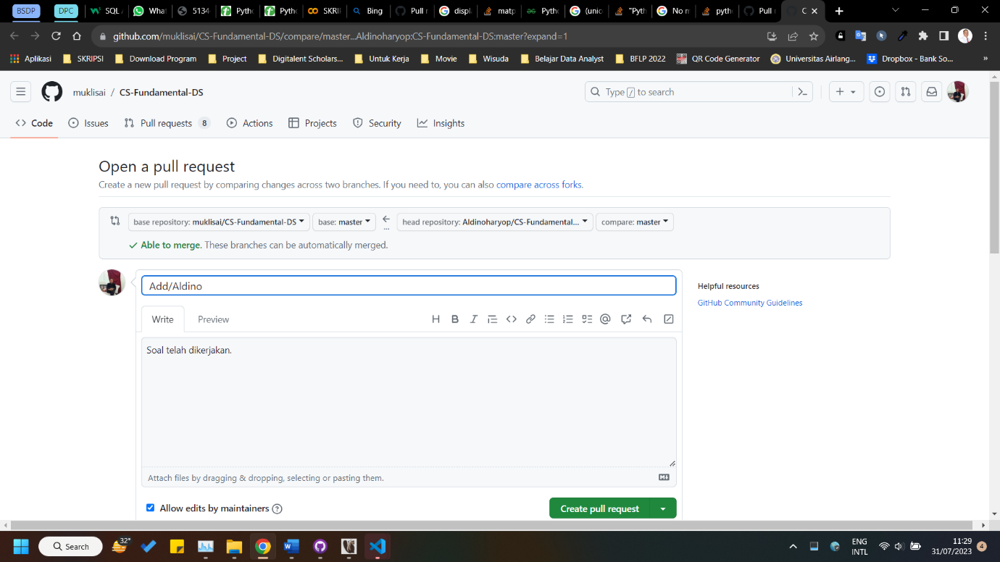 BSDP DPC SQL What 5134 Pytho Pytho SKRI Bing Pull displ matp Pytho (unic "Pyth No m pytho Pull C
github.com/muklisai/CS-Fundamental-DS/compare/master...Aldinoharyop:CS-Fundamental-DS:master?expand=1
Aplikasi SKRIPSI Download Program Project Digitalent Scholars... Untuk Kerja Movie Wisuda Belajar Data Analyst BFLP 2022 QR Code Generator Universitas Airlang... Dropbox - Bank So... »
muklisai / CS-Fundamental-DS Type / to search
Code Issues Pull requests 8 Actions Projects Security Insights
Open a pull request
Create a new pull request by comparing changes across two branches. If you need to, you can also compare across forks.
base repository: muklisai/CS-Fundamental-DS base: master head repository: Aldinoharyop/CS-Fundamental... compare: master
...
Able to merge. These branches can be automatically merged.
Add/Aldino
Helpful resources
GitHub Community Guidelines
Write Preview H B I @
Soal telah dikerjakan.
Attach files by dragging & dropping, selecting or pasting them.
Allow edits by maintainers ? Create pull request
Search 32° ENG INTL 11:29 31/07/2023 4